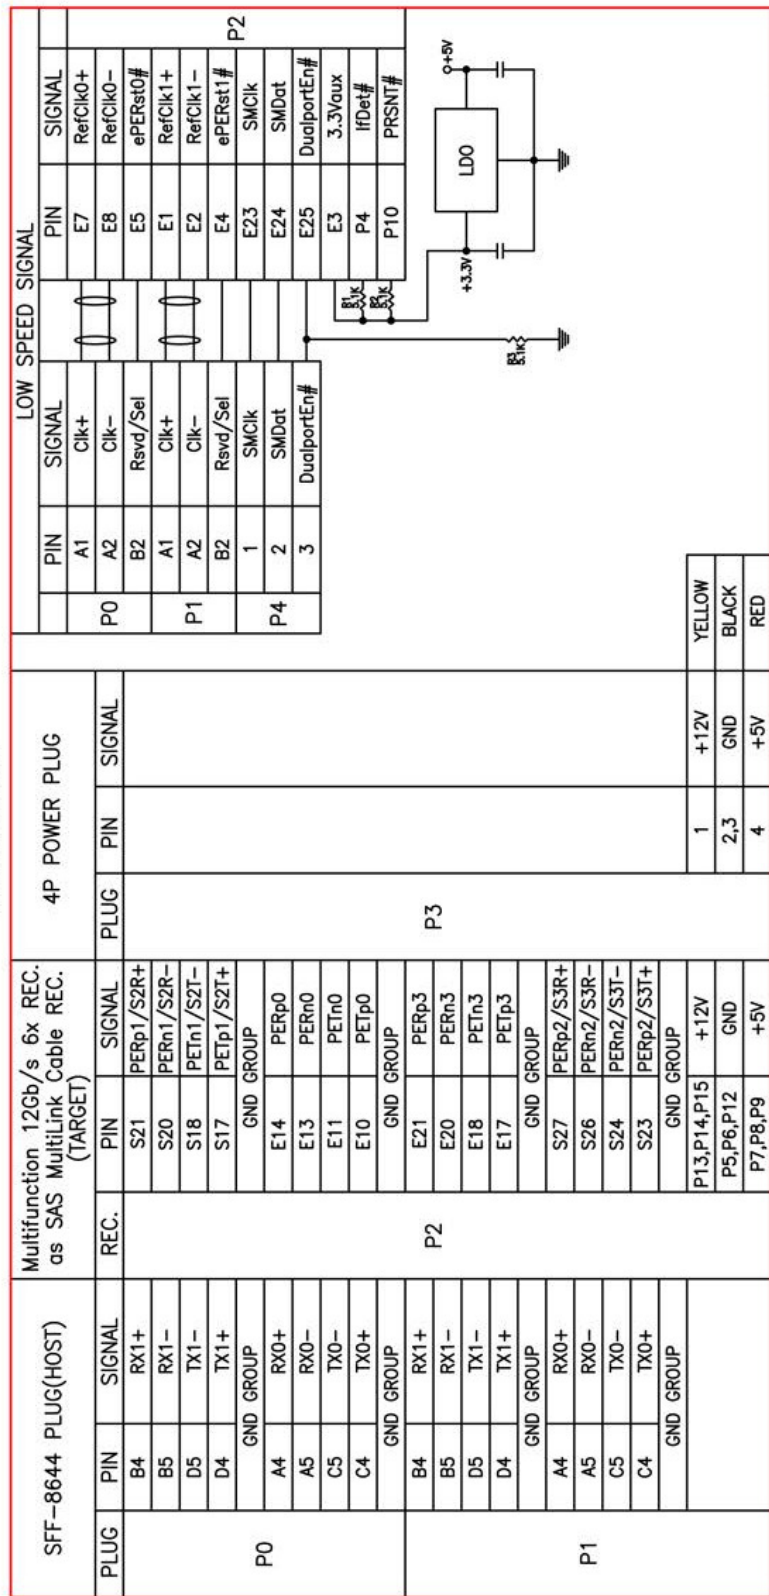 SFF-8644 PLUG(HOST) Multifunction 12Gb/s 6x REC. 4P POWER PLUG
as SAS MultiLink Cable REC.
(TARGET)
PLUG PIN SIGNAL REC. PIN SIGNAL PLUG PIN SIGNAL
B4 RX1+ S21 PERp1/S2R+
B5 RX1- S20 PERn1/S2R-
D5 TX1- S18 PETn1/S2T-
D4 TX1+ S17 PETp1/S2T+
GND GROUP GND GROUP
P0
A4 RX0+ E14 PERp0
A5 RX0- E13 PERn0
C5 TX0- E11 PETn0
C4 TX0+ E10 PETp0
GND GROUP GND GROUP
P2 P3
B4 RX1+ E21 PERp3
B5 RX1- E20 PERn3
D5 TX1- E18 PETn3
D4 TX1+ E17 PETp3
GND GROUP GND GROUP
P1
A4 RX0+ S27 PERp2/S3R+
A5 RX0- S26 PERn2/S3R-
C5 TX0- S24 PERn2/S3T-
C4 TX0+ S23 PERp2/S3T+
GND GROUP GND GROUP
P13,P14,P15 +12V 1 +12V YELLOW
P5,P6,P12 GND 2,3 GND BLACK
P7,P8,P9 +5V 4 +5V RED
LOW SPEED SIGNAL
PIN SIGNAL PIN SIGNAL
A1 Clk+ E7 RefClk0+
P0 A2 Clk- E8 RefClk0-
B2 Rsvd/Sel E5 ePERst0#
A1 Clk+ E1 RefClk1+
P1 A2 Clk- E2 RefClk1-
B2 Rsvd/Sel E4 ePERst1#
1 SMClk E23 SMClk
P4 2 SMDat E24 SMDat
3 DualportEn# E25 DualportEn#
E3 3.3Vaux
P4 IfDet#
P10 PRSNT#
P2
R1
5.1K
R2
5.1K
+3.3V
LDO
+5V
R3
5.1K